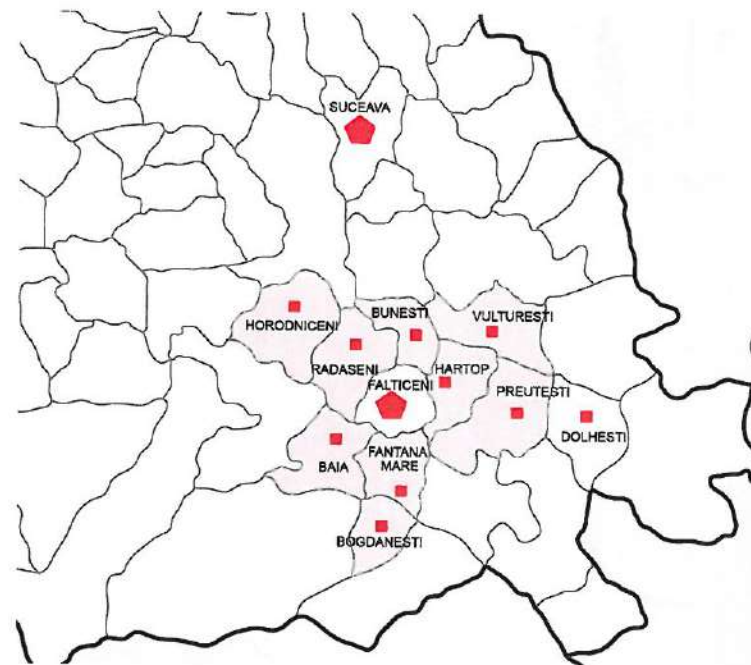 SUCEAVA
HORODNICENI
BUNESTI
VULTURESTI
RADASENI
HARTOP
FALTICENI
PREUTESTI
DOLHESTI
BAIA
FANTANA
MARE
BOGDANESTI